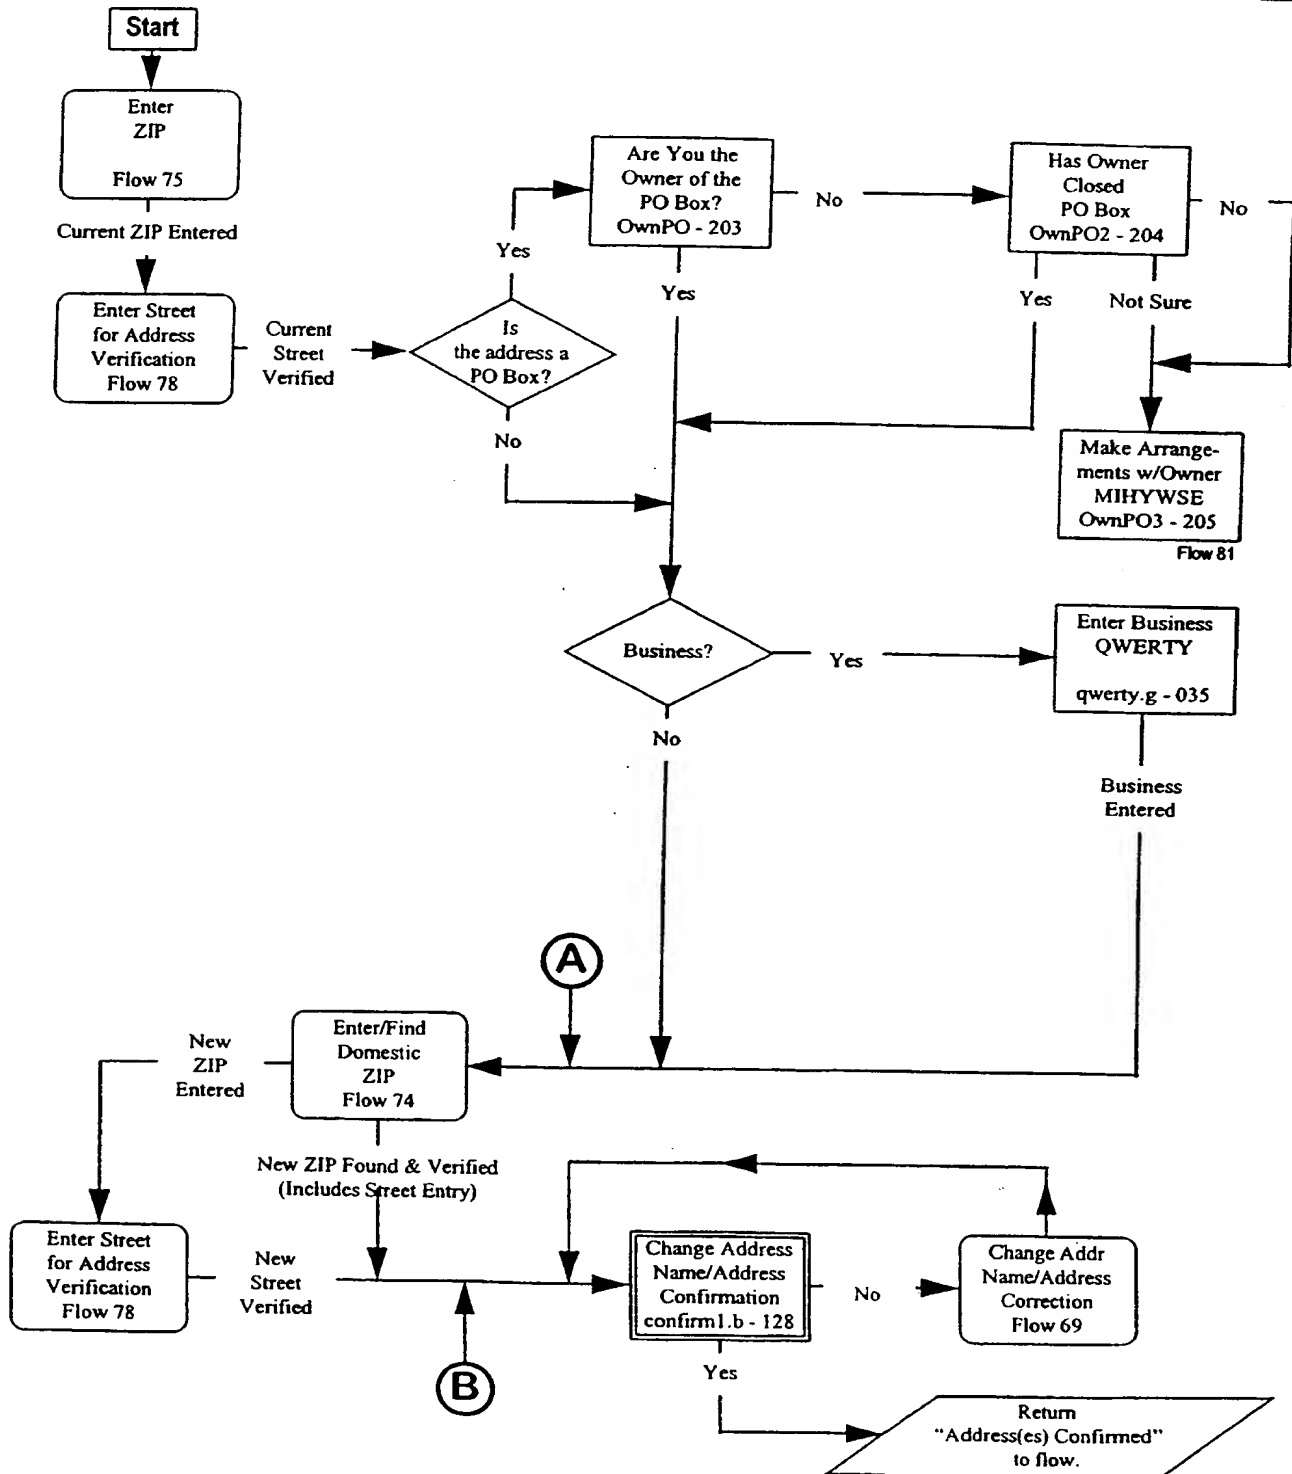 Start
Enter
ZIP
Flow 75
Current ZIP Entered
Enter Street
for Address
Verification
Flow 78
Current
Street
Verified
Is
the address a
PO Box?
Yes
No
Are You the
Owner of the
PO Box?
OwnPO - 203
No
Yes
Has Owner
Closed
PO Box
OwnPO2 - 204
No
Yes
Not Sure
Make Arrange-
ments w/Owner
MIHYWSE
OwnPO3 - 205
Flow 81
Business?
Yes
No
Enter Business
QWERTY
qwerty.g - 035
Business
Entered
A
Enter/Find
Domestic
ZIP
Flow 74
New
ZIP
Entered
New ZIP Found & Verified
(Includes Street Entry)
Enter Street
for Address
Verification
Flow 78
New
Street
Verified
B
Change Address
Name/Address
Confirmation
confirm1.b - 128
No
Yes
Change Addr
Name/Address
Correction
Flow 69
Return
"Address(es) Confirmed"
to flow.